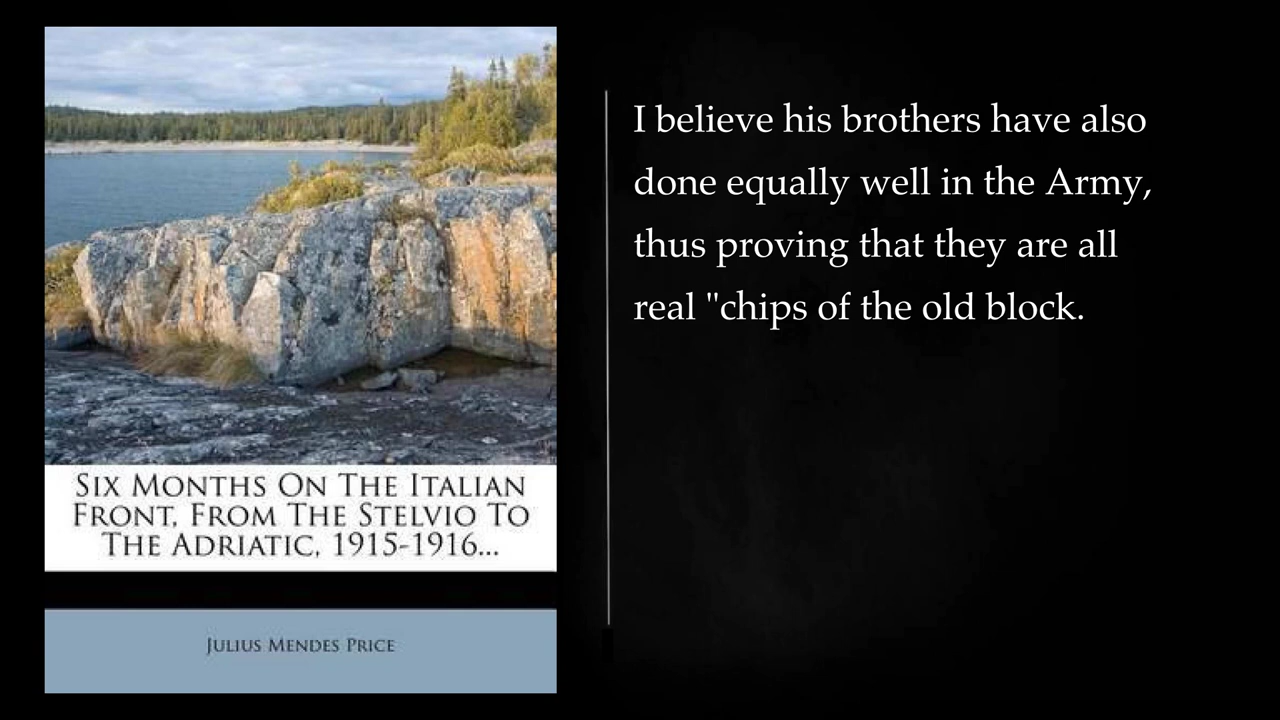 Six Months On The Italian
Front, From The Stelvio To
The Adriatic, 1915-1916...
Julius Mendes Price
I believe his brothers have also
done equally well in the Army,
thus proving that they are all
real "chips of the old block.